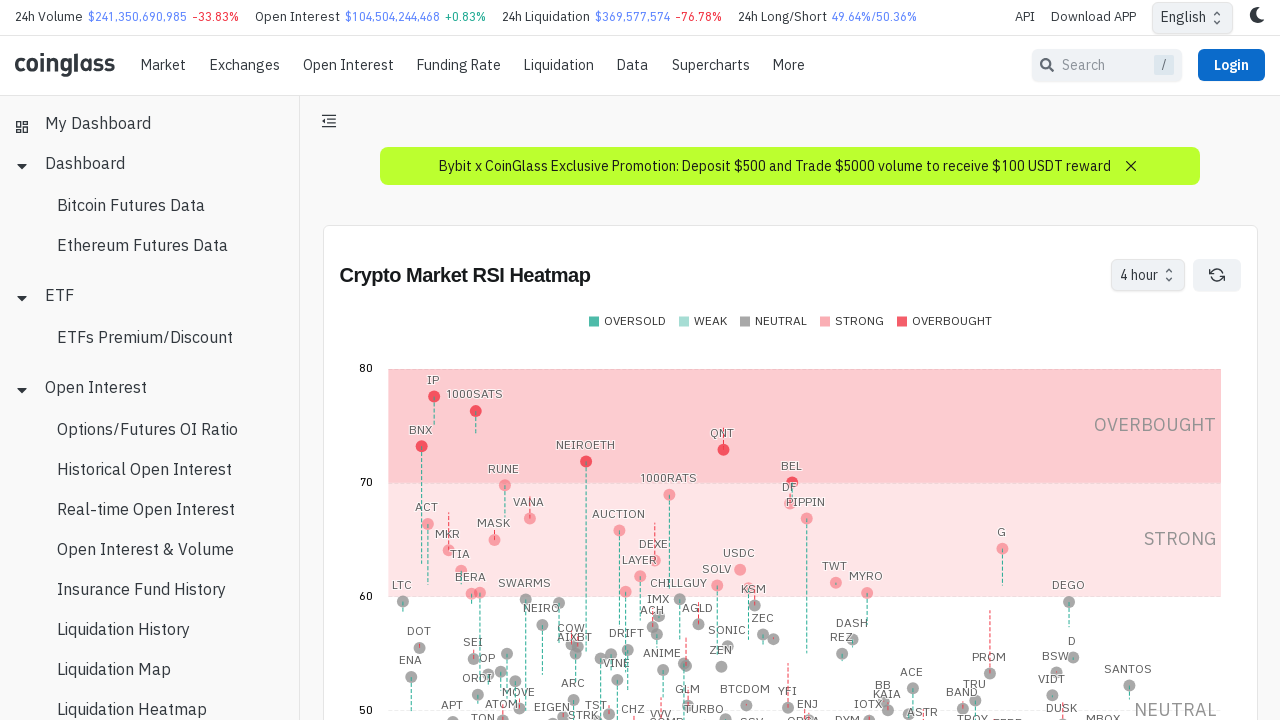 24h Volume $241,350,690,985 -33.83% Open Interest $104,504,244,468 +0.83% 24h Liquidation $369,577,574 -76.78% 24h Long/Short 49.64%/50.36% API Download APP English
coinglass Market Exchanges Open Interest Funding Rate Liquidation Data Supercharts More Search / Login
My Dashboard
Dashboard
Bitcoin Futures Data
Ethereum Futures Data
ETF
ETFs Premium/Discount
Open Interest
Options/Futures OI Ratio
Historical Open Interest
Real-time Open Interest
Open Interest & Volume
Insurance Fund History
Liquidation History
Liquidation Map
Liquidation Heatmap
Bybit x CoinGlass Exclusive Promotion: Deposit $500 and Trade $5000 volume to receive $100 USDT reward
Crypto Market RSI Heatmap 4 hour
OVERSOLD WEAK NEUTRAL STRONG OVERBOUGHT
80
IP
1000SATS
OVERBOUGHT
BNX QNT
NEIROETH
RUNE BEL
70
1000RATS
DF
VANA PIPPIN
ACT
AUCTION
MASK
MKR G
STRONG
DEXE
TIA USDC
LAYER
SOLV TWT
BERA MYRO
LTC SWARMS CHILLGUY KSM DEGO
60
IMX
NEIRO ACH AGLD
ZEC
DASH
DOT COW DRIFT SONIC
AIXBT REZ
SEI D
ENA OP VINE ANIME ZEN PROM BSW
SANTOS
ORDI ARC ACE VIDT
MOVE GLM BTCDOM YFI BB TRU
KAIA BAND
APT ATOM EIGEN TST CHZ TURBO ENJ IOTX DUSK
50
NEUTRAL
TON STRK VVV ASTR
DYM TROY MBOX